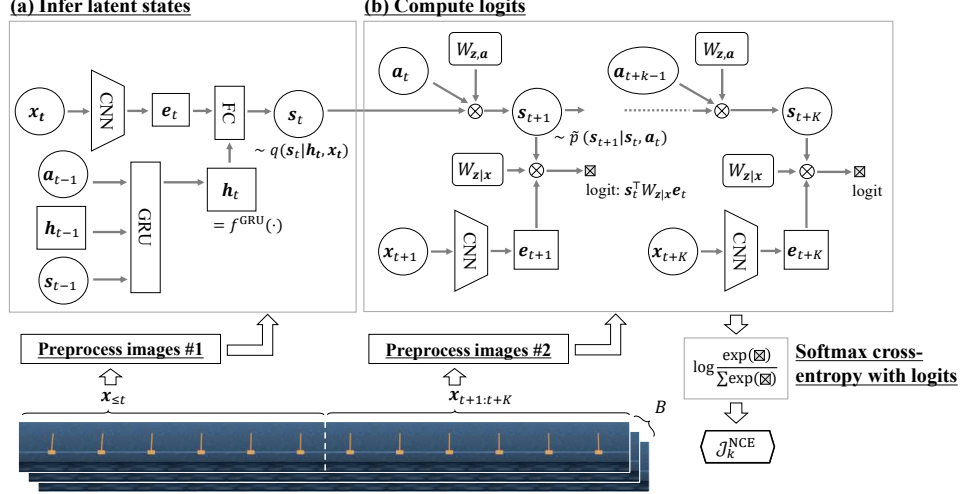 (a) Infer latent states
x_t
CNN
e_t
FC
s_t
~ q(s_t|h_t, x_t)
a_{t-1}
h_{t-1}
s_{t-1}
GRU
h_t
= f^{GRU}(·)
(b) Compute logits
a_t
W_{z,a}
⊗
s_{t+1}
~ p̃ (s_{t+1}|s_t, a_t)
a_{t+k-1}
W_{z,a}
⊗
s_{t+K}
W_{z|x}
⊗
⊠
logit: s_t^⊤ W_{z|x} e_t
W_{z|x}
⊗
⊠
logit
x_{t+1}
CNN
e_{t+1}
x_{t+K}
CNN
e_{t+K}
Preprocess images #1
Preprocess images #2
x_{≤t}
x_{t+1:t+K}
B
log exp(⊠) / ∑exp(⊠)
Softmax cross-
entropy with logits
𝒥_k^{NCE}